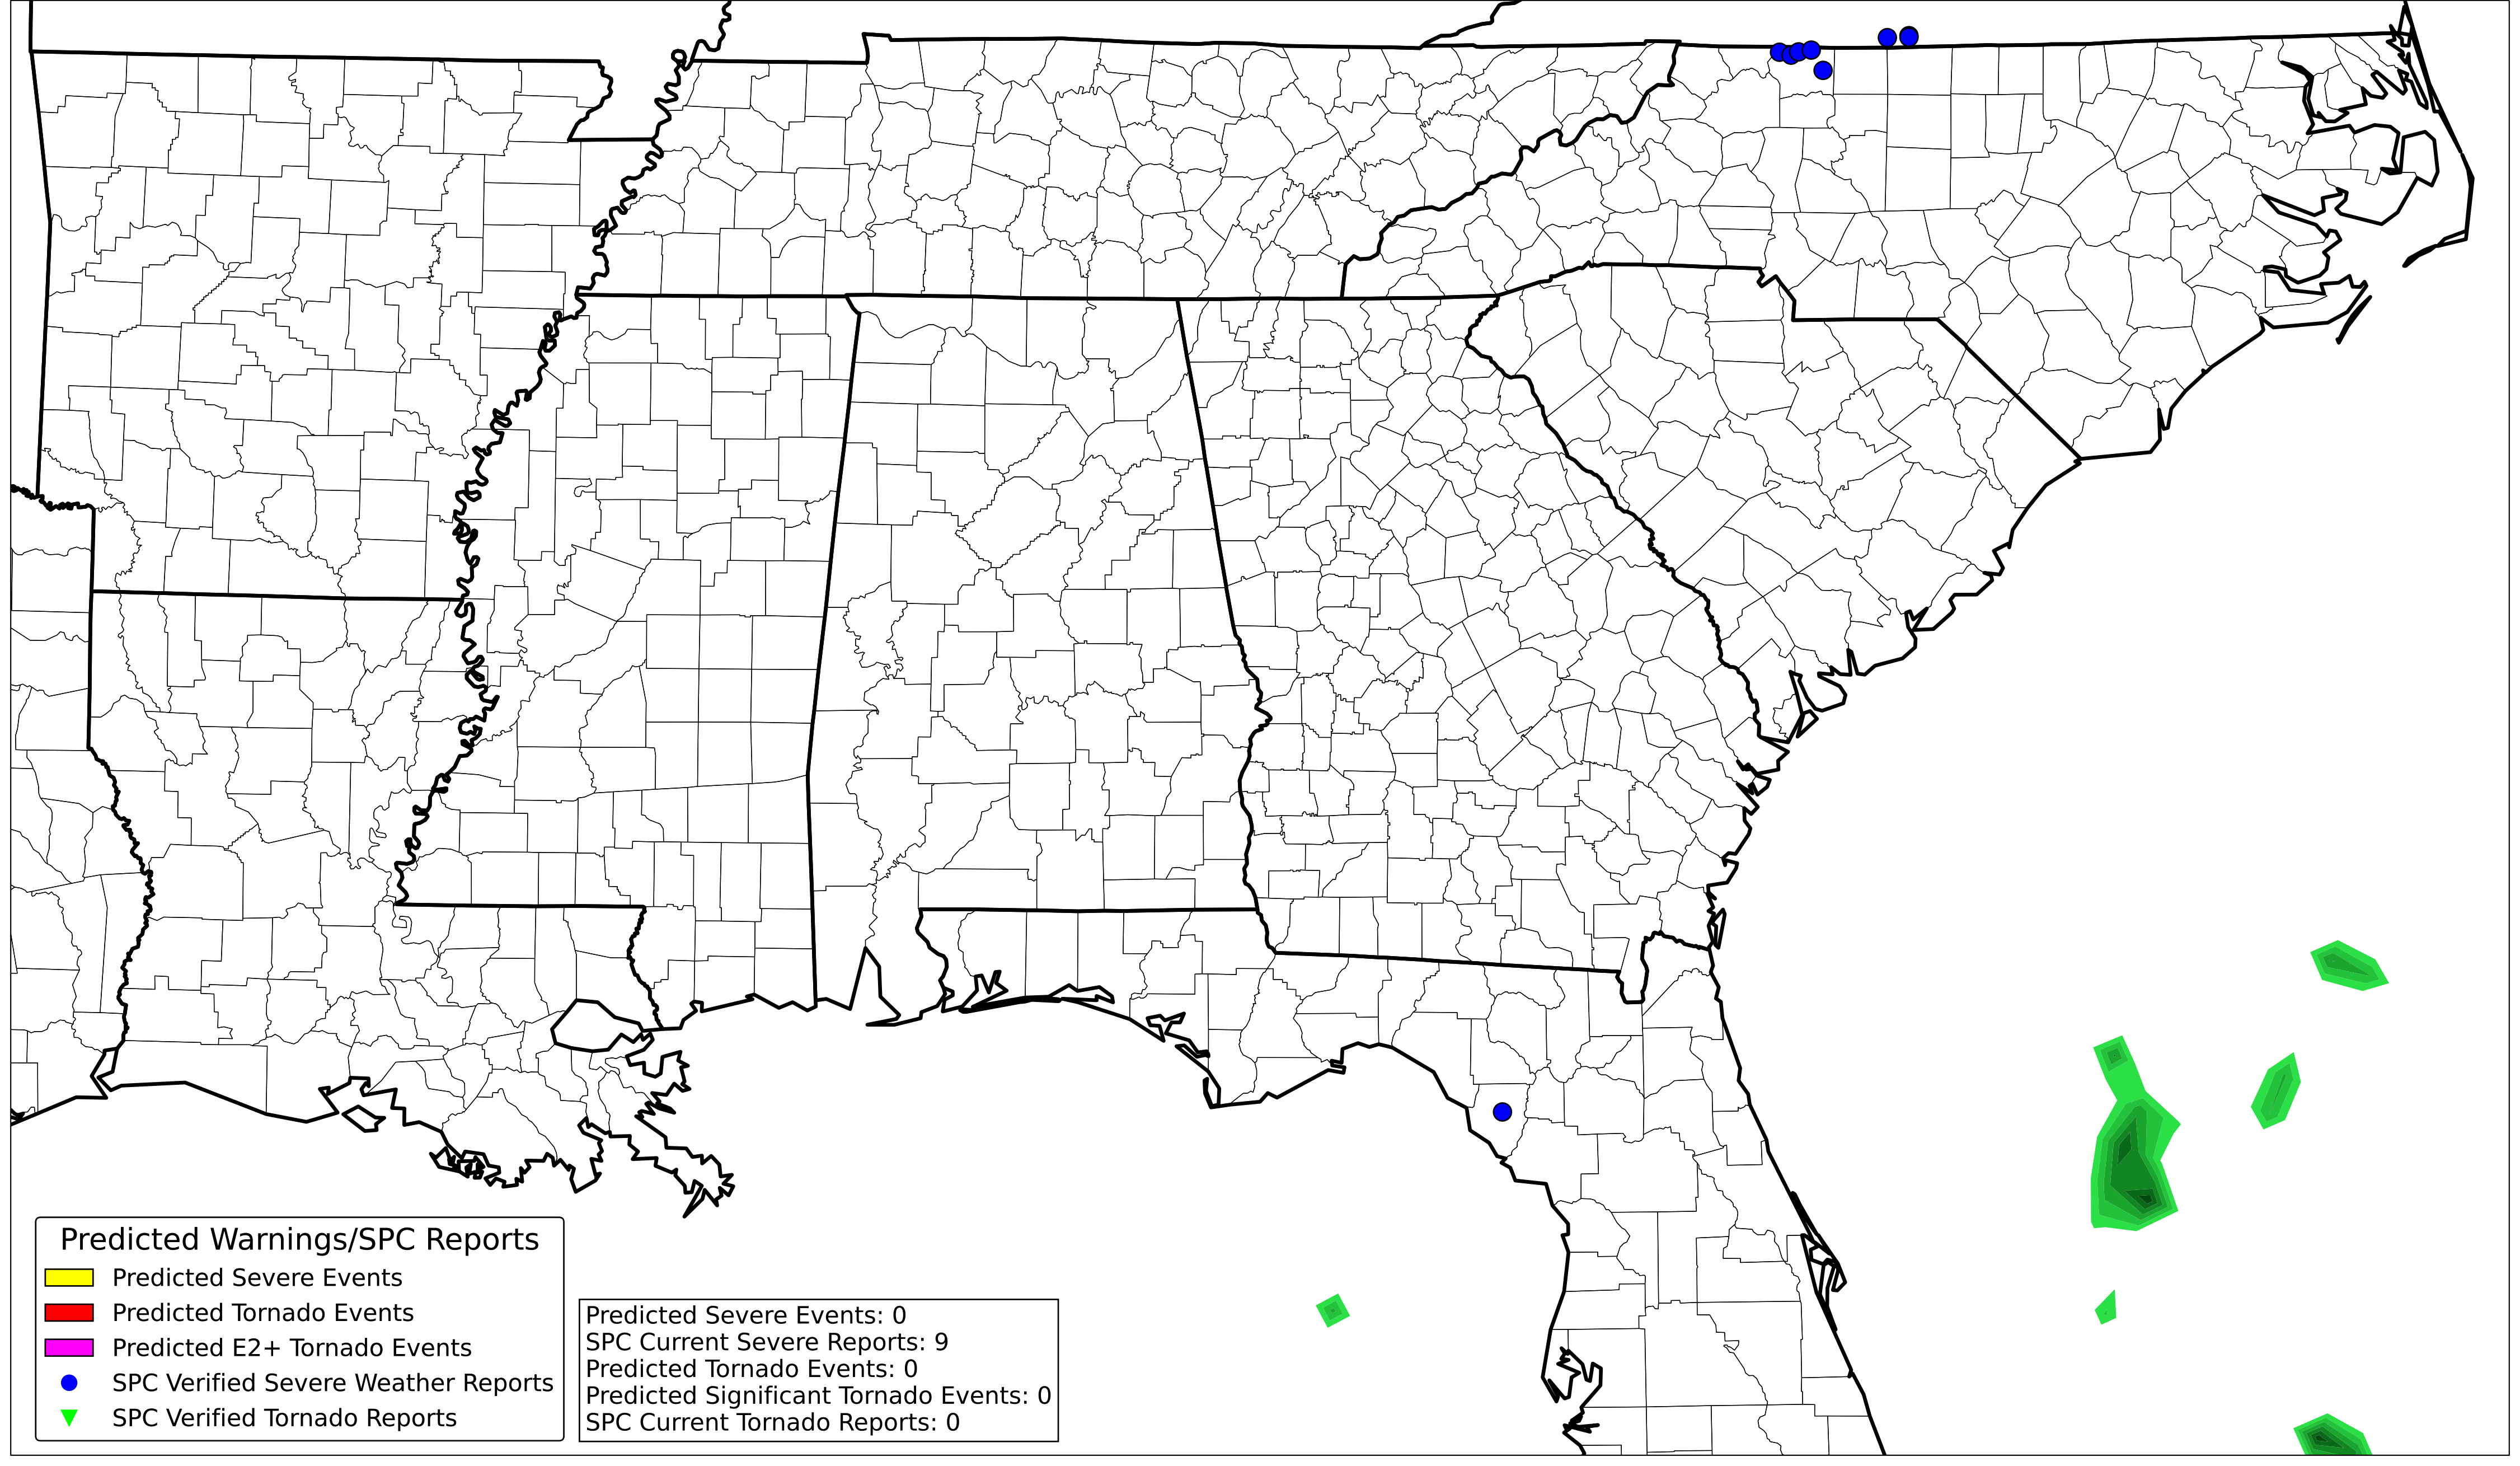 Predicted Warnings/SPC Reports
Predicted Severe Events
Predicted Tornado Events
Predicted E2+ Tornado Events
SPC Verified Severe Weather Reports
SPC Verified Tornado Reports
Predicted Severe Events: 0
SPC Current Severe Reports: 9
Predicted Tornado Events: 0
Predicted Significant Tornado Events: 0
SPC Current Tornado Reports: 0